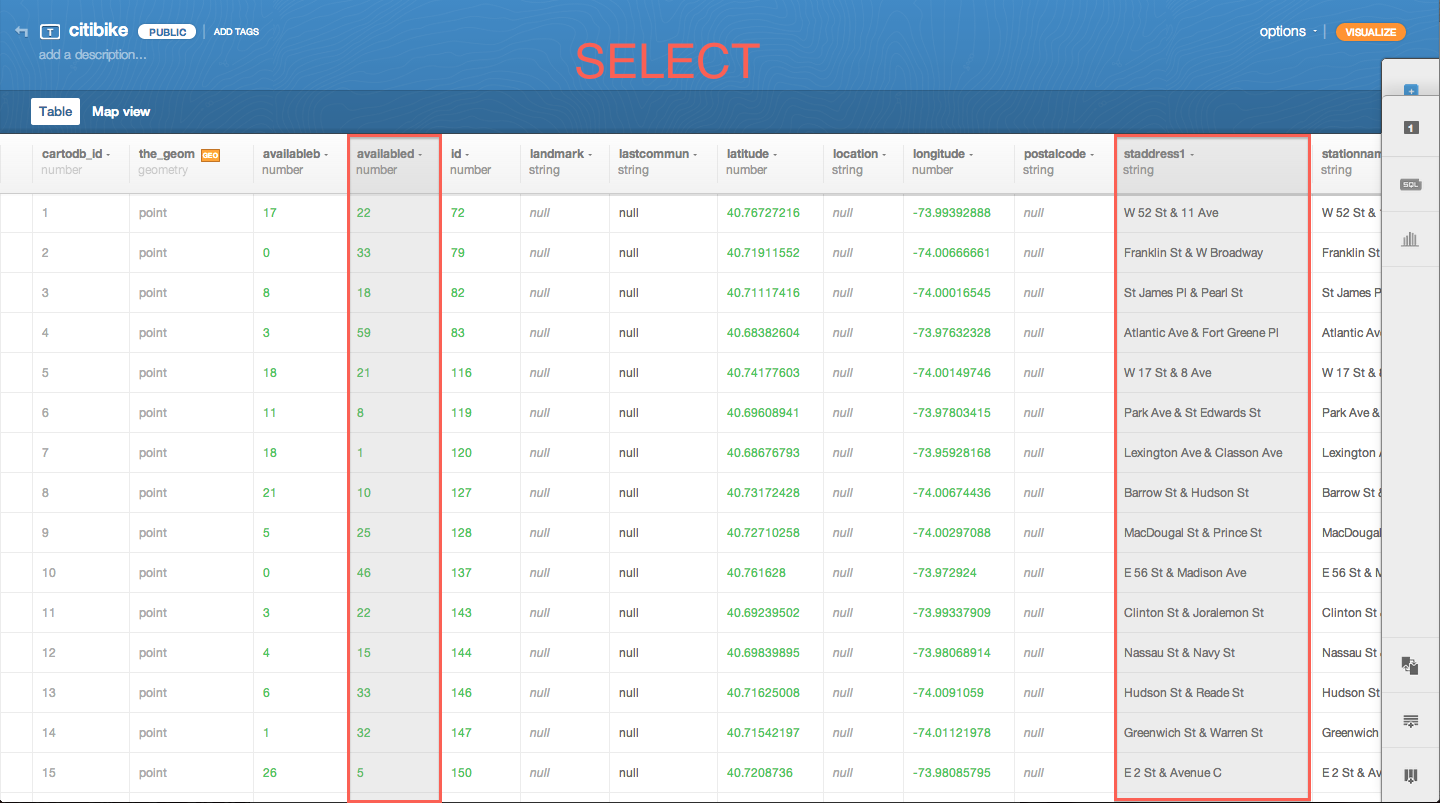 T citibike PUBLIC ADD TAGS
options VISUALIZE
add a description...
SELECT
Table Map view
1
SQL
cartodb_id the_geom GEO availableb availabled id landmark lastcommun latitude location longitude postalcode staddress1 stationnam
number geometry number number number string string number string number string string string
1 point 17 22 72 null null 40.76727216 null -73.99392888 null W 52 St & 11 Ave W 52 St &
2 point 0 33 79 null null 40.71911552 null -74.00666661 null Franklin St & W Broadway Franklin St
3 point 8 18 82 null null 40.71117416 null -74.00016545 null St James Pl & Pearl St St James P
4 point 3 59 83 null null 40.68382604 null -73.97632328 null Atlantic Ave & Fort Greene Pl Atlantic Av
5 point 18 21 116 null null 40.74177603 null -74.00149746 null W 17 St & 8 Ave W 17 St & 8
6 point 11 8 119 null null 40.69608941 null -73.97803415 null Park Ave & St Edwards St Park Ave &
7 point 18 1 120 null null 40.68676793 null -73.95928168 null Lexington Ave & Classon Ave Lexington
8 point 21 10 127 null null 40.73172428 null -74.00674436 null Barrow St & Hudson St Barrow St &
9 point 5 25 128 null null 40.72710258 null -74.00297088 null MacDougal St & Prince St MacDougal
10 point 0 46 137 null null 40.761628 null -73.972924 null E 56 St & Madison Ave E 56 St & M
11 point 3 22 143 null null 40.69239502 null -73.99337909 null Clinton St & Joralemon St Clinton St
12 point 4 15 144 null null 40.69839895 null -73.98068914 null Nassau St & Navy St Nassau St
13 point 6 33 146 null null 40.71625008 null -74.0091059 null Hudson St & Reade St Hudson St
14 point 1 32 147 null null 40.71542197 null -74.01121978 null Greenwich St & Warren St Greenwich
15 point 26 5 150 null null 40.7208736 null -73.98085795 null E 2 St & Avenue C E 2 St & Av